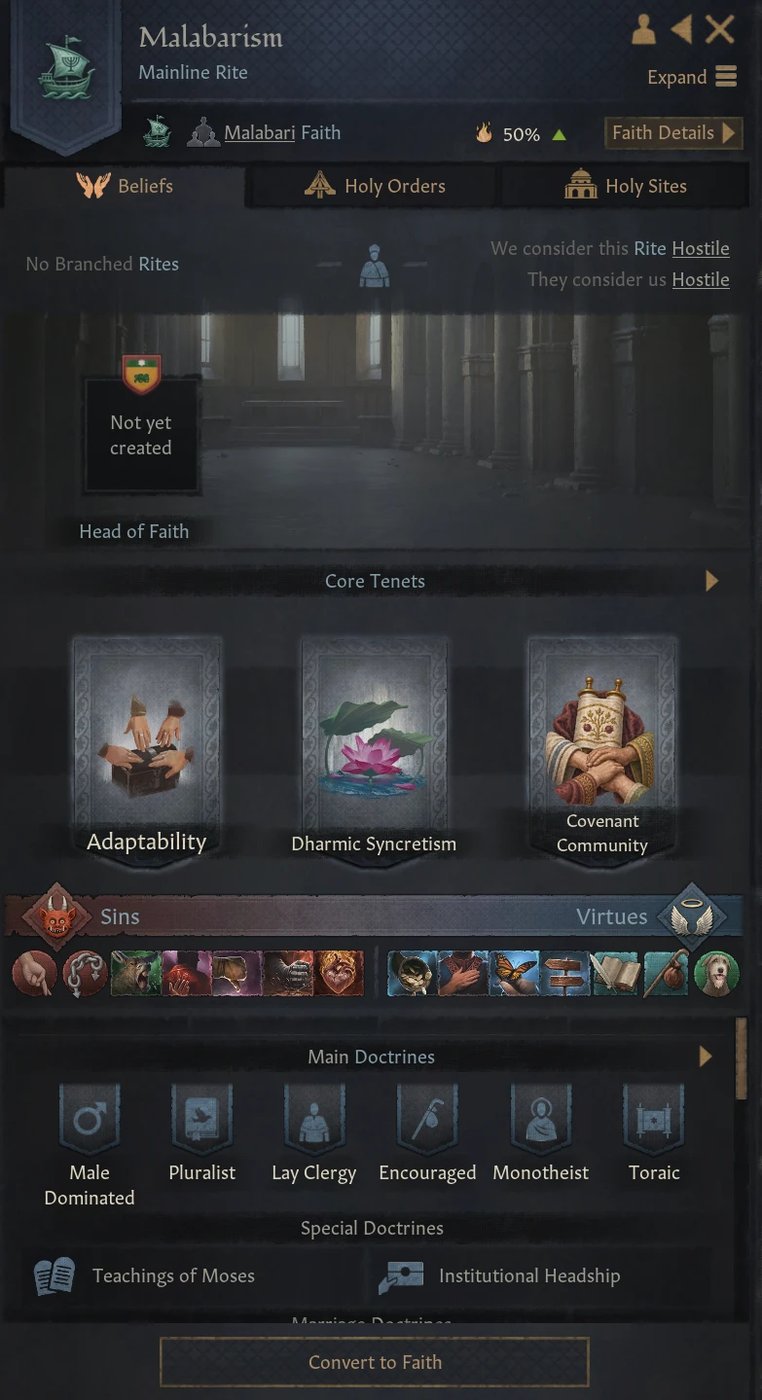 Malabarism
Mainline Rite
Expand
Malabari Faith
50%
Faith Details
Beliefs
Holy Orders
Holy Sites
No Branched Rites
We consider this Rite Hostile
They consider us Hostile
Not yet
created
Head of Faith
Core Tenets
Adaptability
Dharmic Syncretism
Covenant
Community
Sins
Virtues
Main Doctrines
Male
Dominated
Pluralist
Lay Clergy
Encouraged
Monotheist
Toraic
Special Doctrines
Teachings of Moses
Institutional Headship
Marriage Doctrines
Convert to Faith